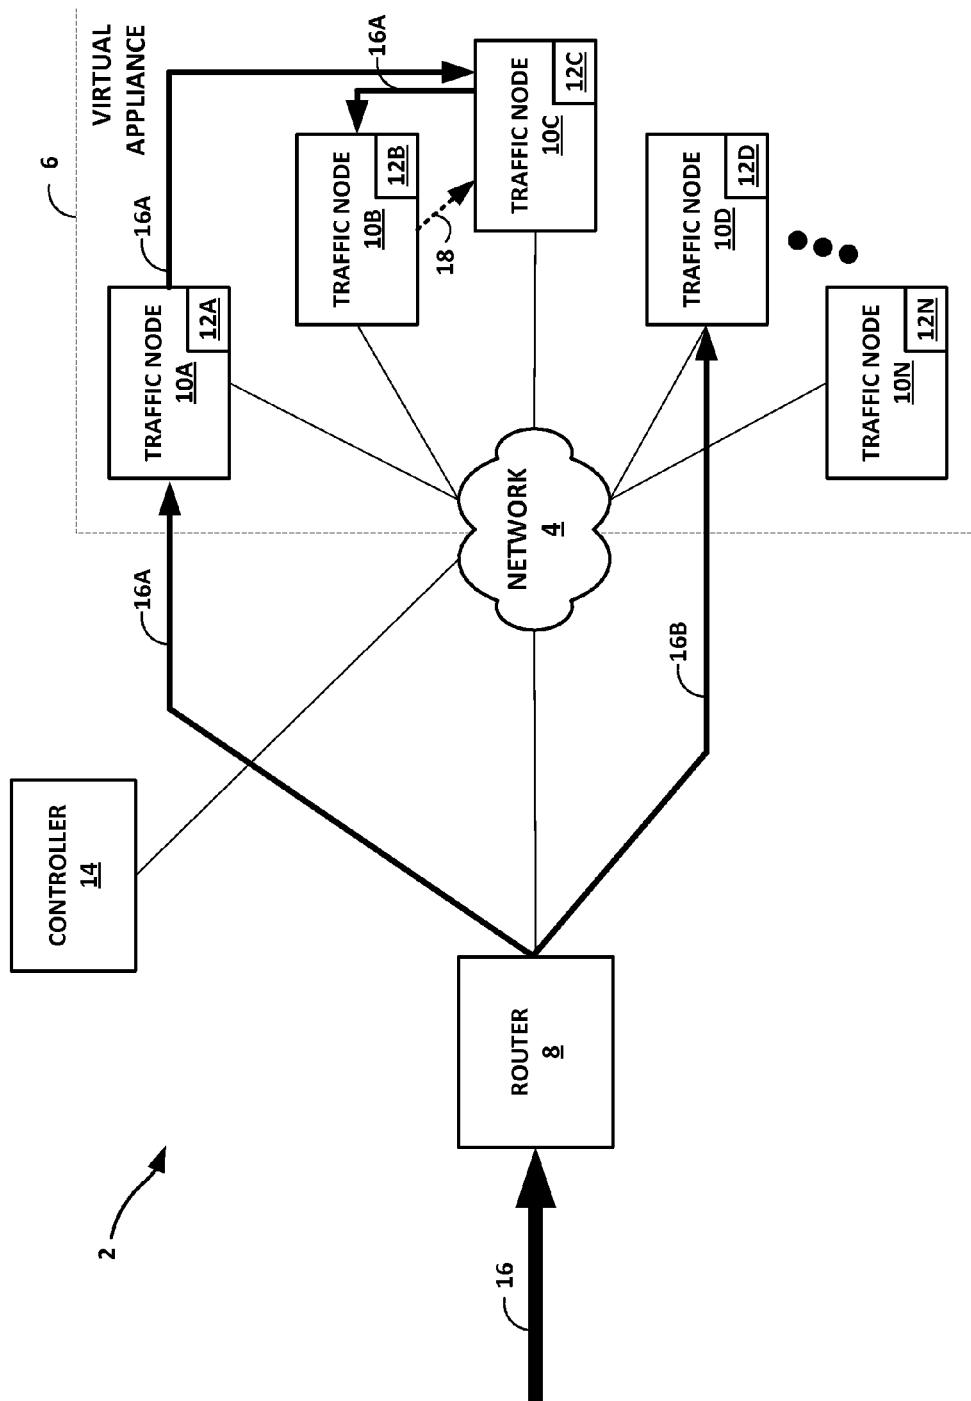 2
16
ROUTER
8
CONTROLLER
14
16A
16B
NETWORK
4
6
VIRTUAL
APPLIANCE
TRAFFIC NODE
10A
12A
16A
16A
TRAFFIC NODE
10B
12B
18
TRAFFIC NODE
10C
12C
TRAFFIC NODE
10D
12D
TRAFFIC NODE
10N
12N